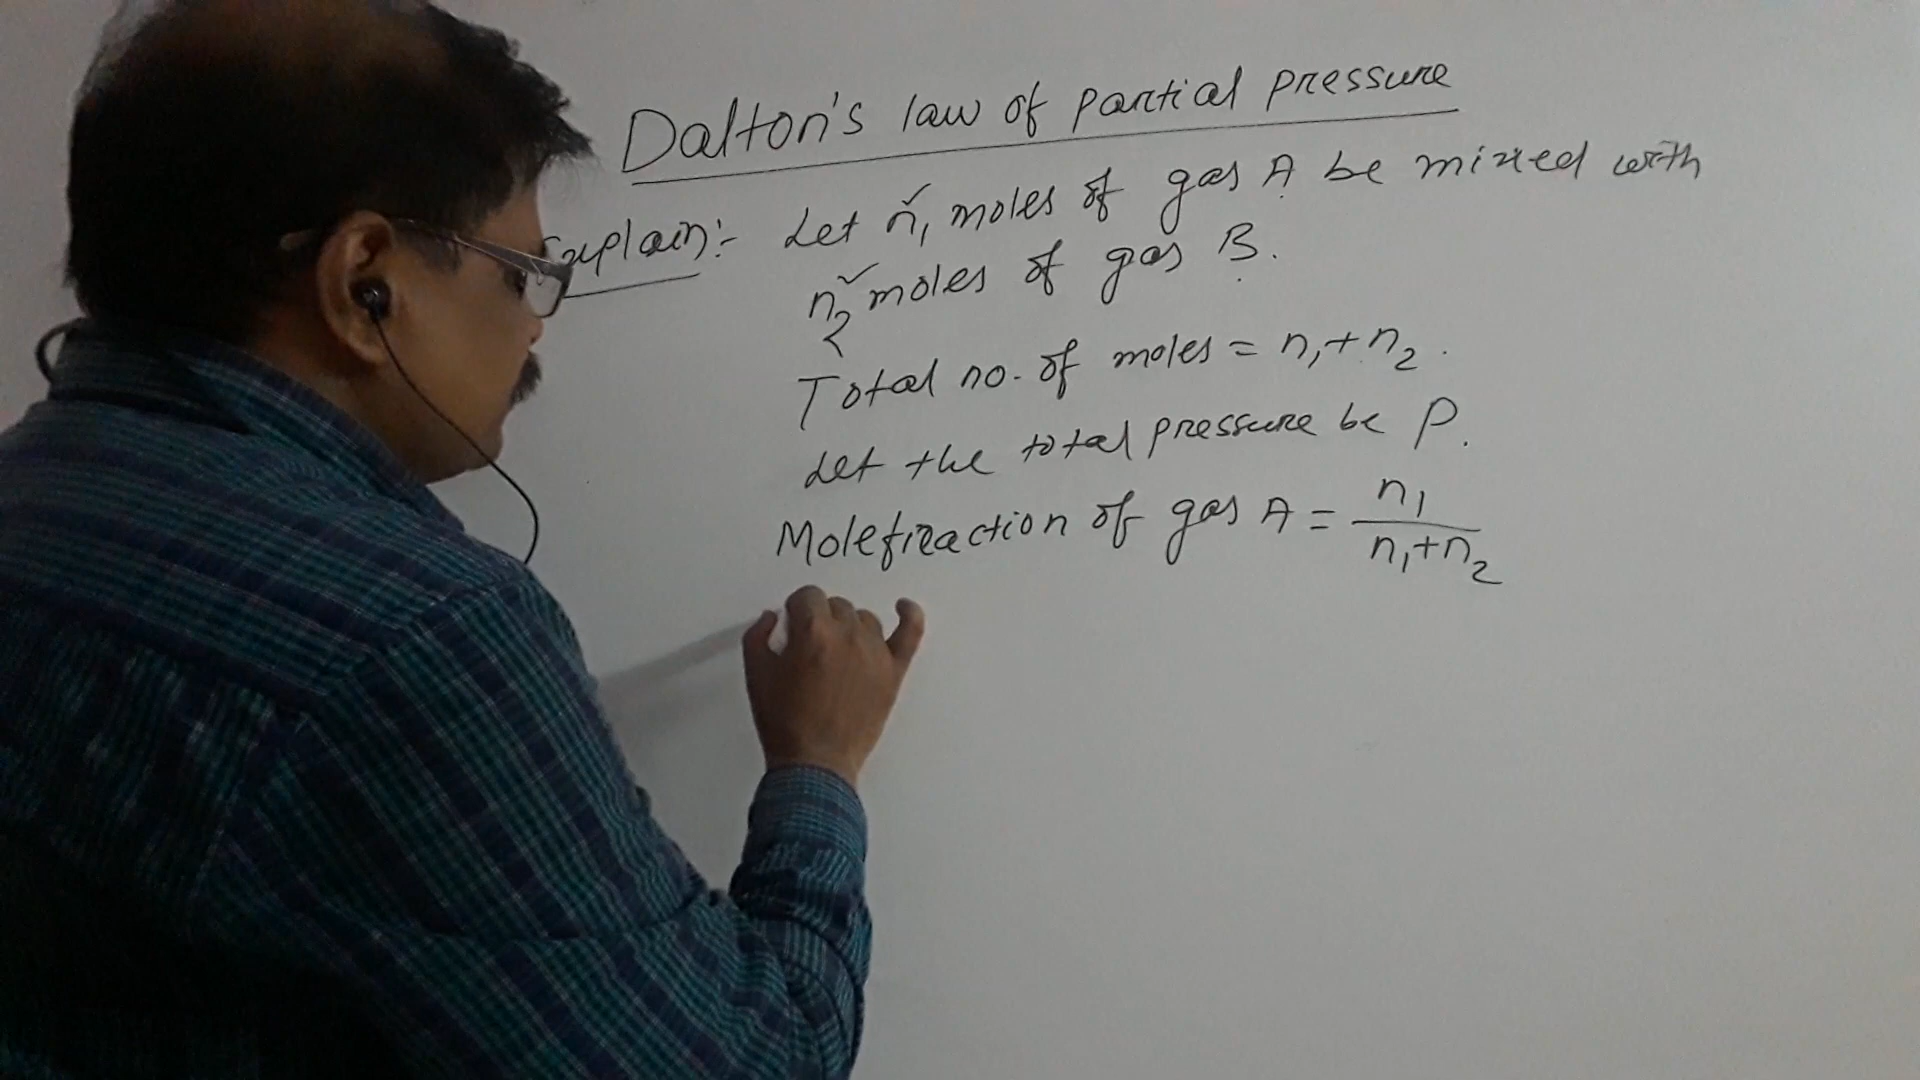 Dalton's law of partial pressure
Explain:- Let n1 moles of gas A be mixed with
n2 moles of gas B.
Total no. of moles = n1+n2.
Let the total pressure be P.
Molefraction of gas A = n1/n1+n2